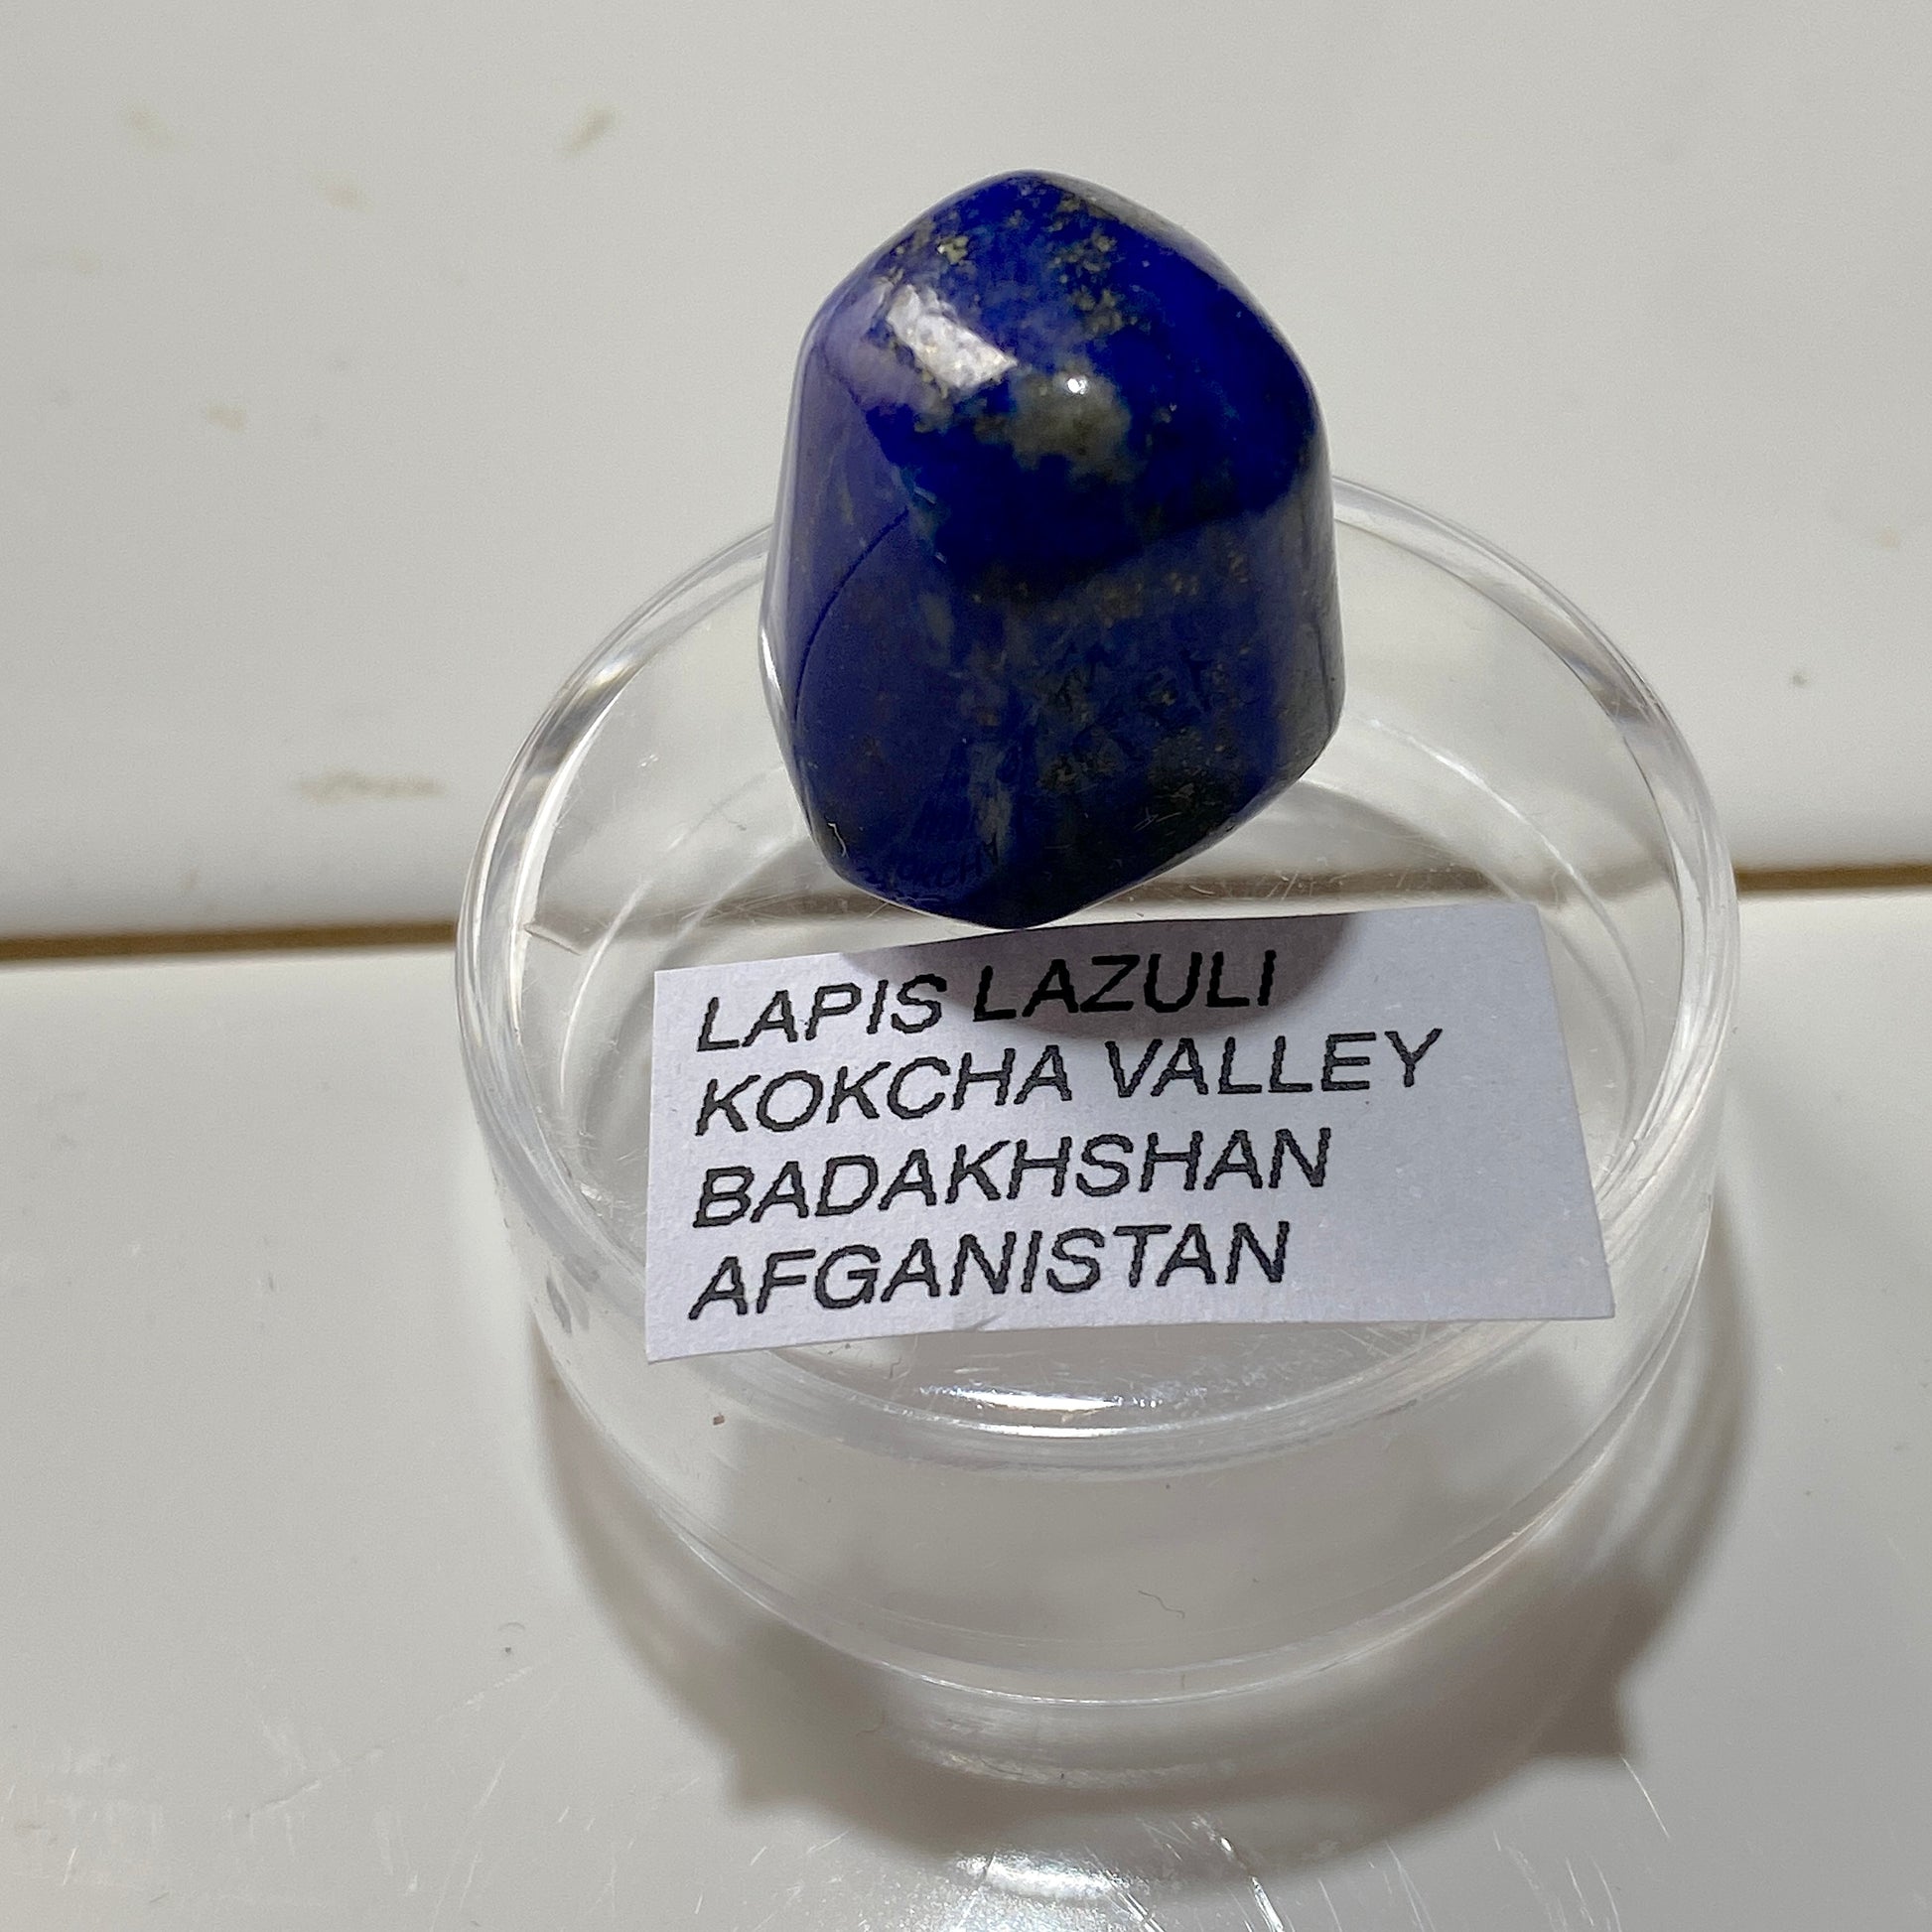 LAPIS LAZULI
KOKCHA VALLEY
BADAKHSHAN
AFGANISTAN